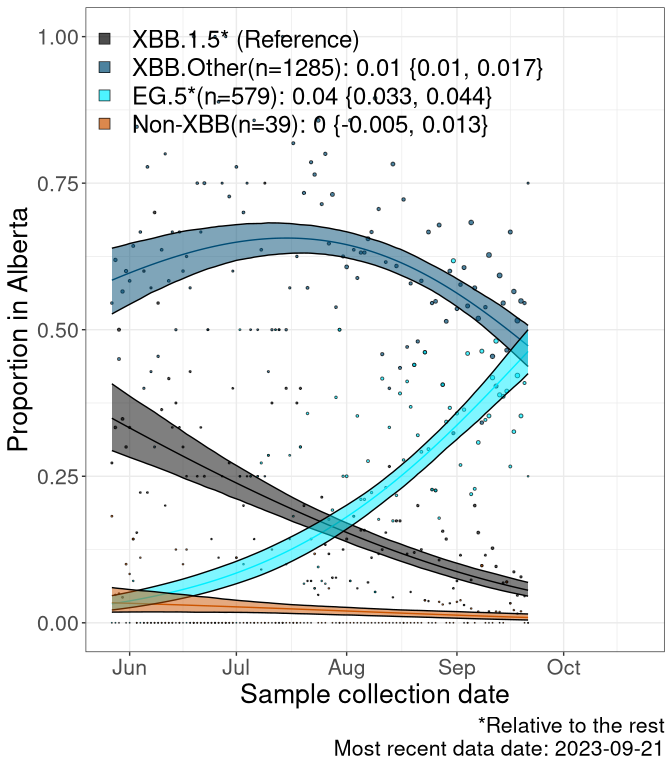 1.00
XBB.1.5* (Reference)
XBB.Other(n=1285): 0.01 {0.01, 0.017}
EG.5*(n=579): 0.04 {0.033, 0.044}
Non-XBB(n=39): 0 {-0.005, 0.013}
0.75
0.50
0.25
0.00
Proportion in Alberta
Jun Jul Aug Sep Oct
Sample collection date
*Relative to the rest
Most recent data date: 2023-09-21